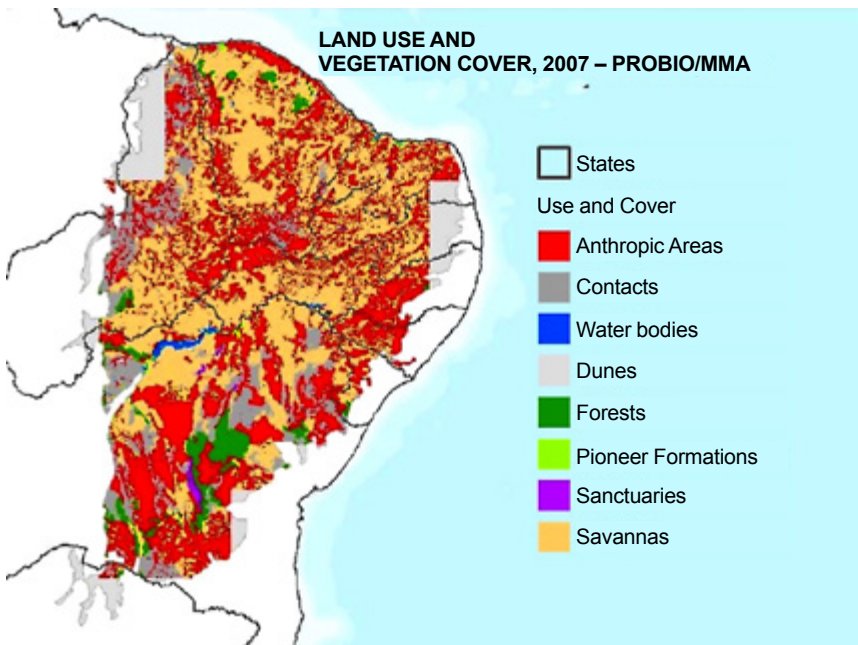 LAND USE AND
VEGETATION COVER, 2007 – PROBIO/MMA
States
Use and Cover
Anthropic Areas
Contacts
Water bodies
Dunes
Forests
Pioneer Formations
Sanctuaries
Savannas